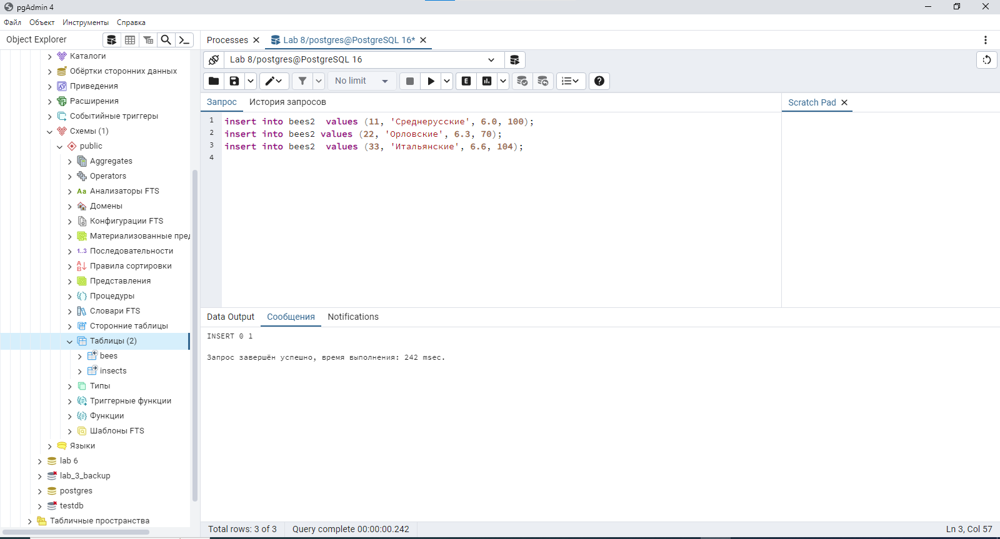 pgAdmin 4
Файл Объект Инструменты Справка
Object Explorer
Каталоги
Обёртки сторонних данных
Приведения
Расширения
Событийные триггеры
Схемы (1)
public
Aggregates
Operators
Aa Анализаторы FTS
Домены
Конфигурации FTS
Материализованные пред
1..3 Последовательности
Правила сортировки
Представления
Процедуры
Словари FTS
Сторонние таблицы
Таблицы (2)
bees
insects
Типы
Триггерные функции
Функции
Шаблоны FTS
Языки
lab 6
lab_3_backup
postgres
testdb
Табличные пространства
Processes
Lab 8/postgres@PostgreSQL 16*
Lab 8/postgres@PostgreSQL 16
No limit
E
Запрос История запросов
Scratch Pad
1 insert into bees2  values (11, 'Среднерусские', 6.0, 100);
2 insert into bees2 values (22, 'Орловские', 6.3, 70);
3 insert into bees2  values (33, 'Итальянские', 6.6, 104);
4
Data Output Сообщения Notifications
INSERT 0 1
Запрос завершён успешно, время выполнения: 242 msec.
Total rows: 3 of 3 Query complete 00:00:00.242 Ln 3, Col 57